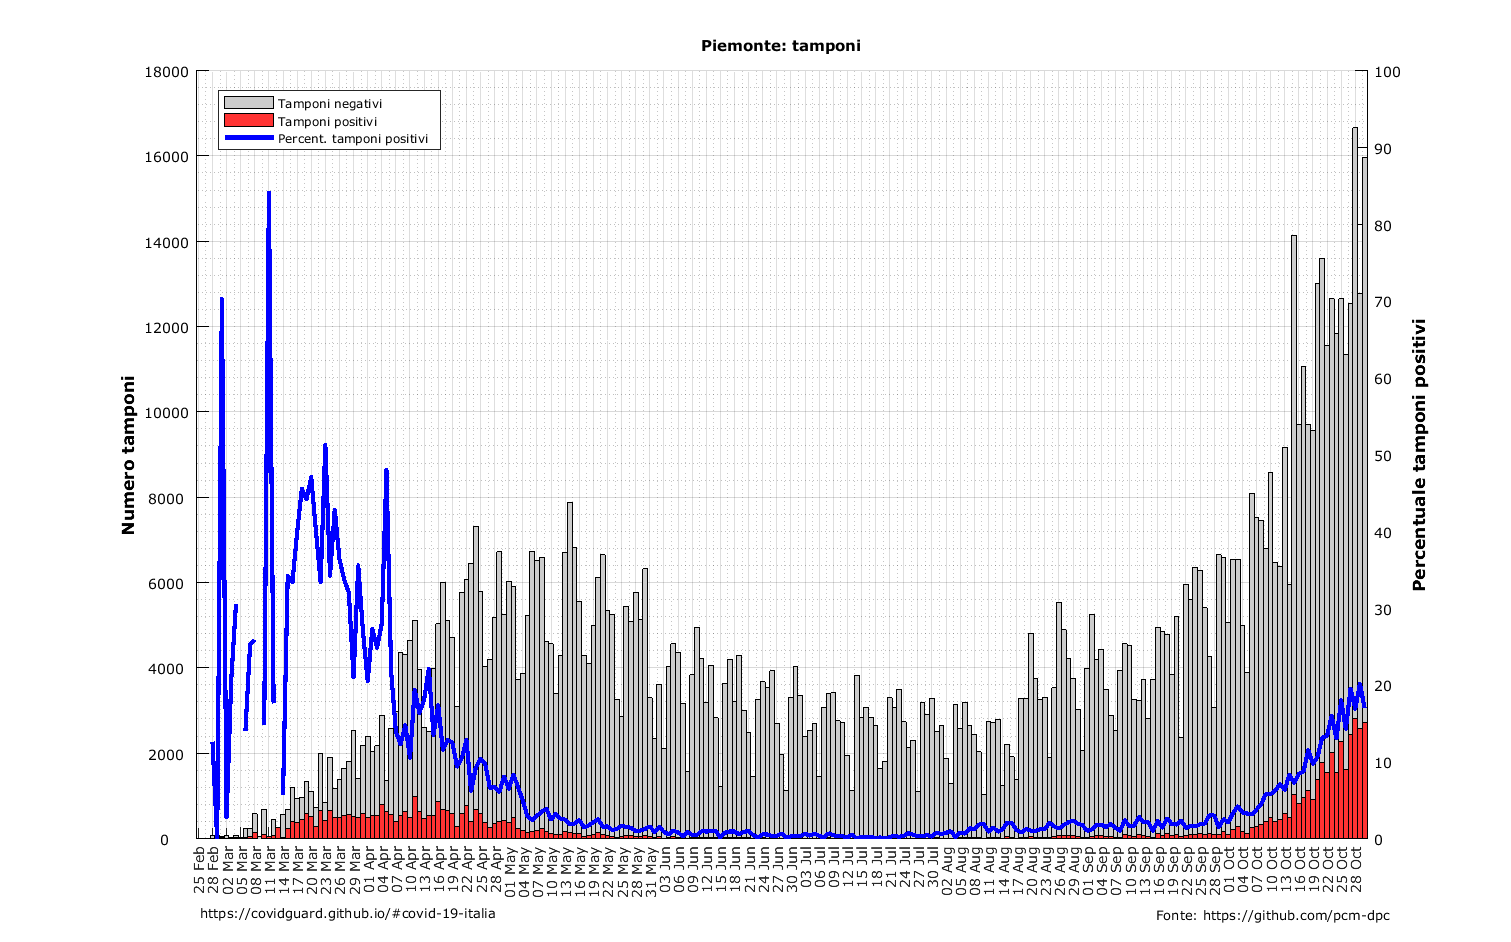 Piemonte: tamponi
Tamponi negativi
Tamponi positivi
Percent. tamponi positivi
Numero tamponi
18000
16000
14000
12000
10000
8000
6000
4000
2000
0
Percentuale tamponi positivi
100
90
80
70
60
50
40
30
20
10
0
25 Feb
28 Feb
02 Mar
05 Mar
08 Mar
11 Mar
14 Mar
17 Mar
20 Mar
23 Mar
26 Mar
29 Mar
01 Apr
04 Apr
07 Apr
10 Apr
13 Apr
16 Apr
19 Apr
22 Apr
25 Apr
28 Apr
01 May
04 May
07 May
10 May
13 May
16 May
19 May
22 May
25 May
28 May
31 May
03 Jun
06 Jun
09 Jun
12 Jun
15 Jun
18 Jun
21 Jun
24 Jun
27 Jun
30 Jun
03 Jul
06 Jul
09 Jul
12 Jul
15 Jul
18 Jul
21 Jul
24 Jul
27 Jul
30 Jul
02 Aug
05 Aug
08 Aug
11 Aug
14 Aug
17 Aug
20 Aug
23 Aug
26 Aug
29 Aug
01 Sep
04 Sep
07 Sep
10 Sep
13 Sep
16 Sep
19 Sep
22 Sep
25 Sep
28 Sep
01 Oct
04 Oct
07 Oct
10 Oct
13 Oct
16 Oct
19 Oct
22 Oct
25 Oct
28 Oct
https://covidguard.github.io/#covid-19-italia
Fonte: https://github.com/pcm-dpc